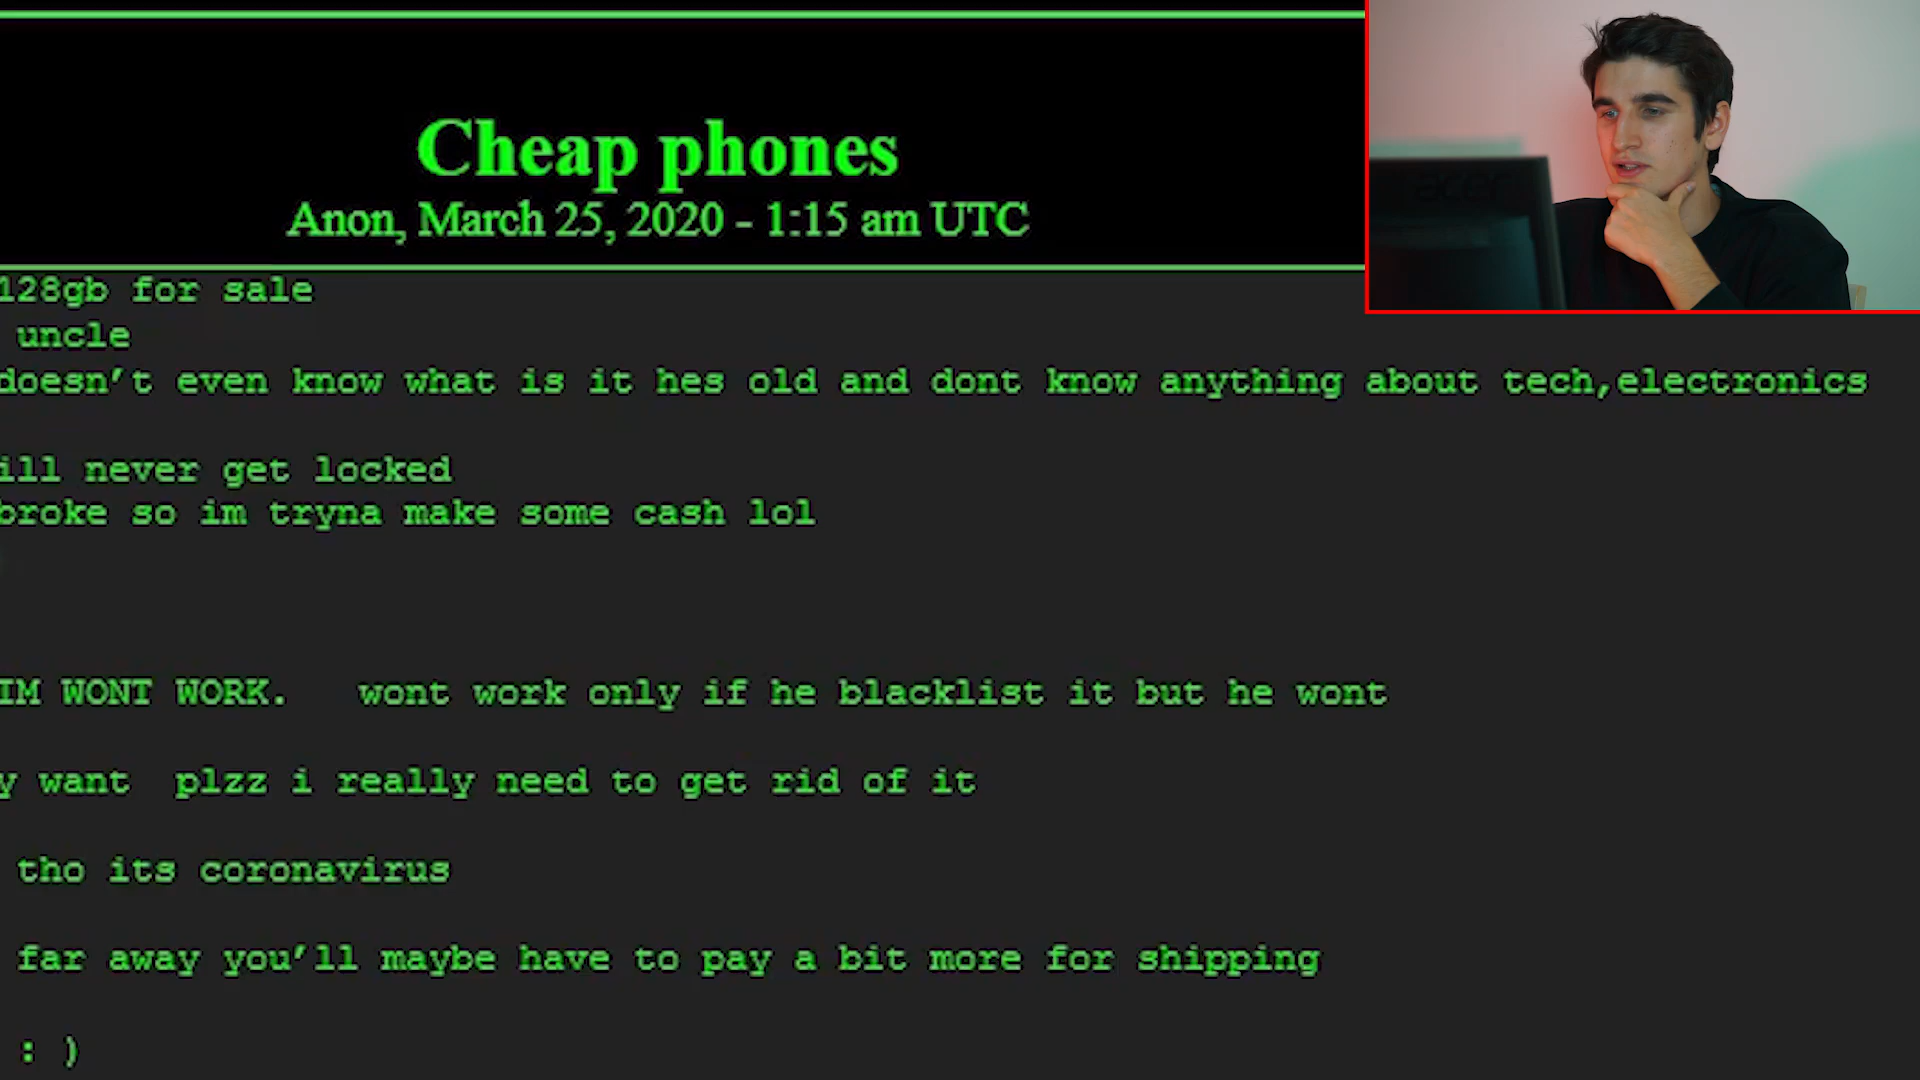 Cheap phones
Anon, March 25, 2020 - 1:15 am UTC
128gb for sale
uncle
doesn't even know what is it hes old and dont know anything about tech,electronics
ill never get locked
broke so im tryna make some cash lol
IM WONT WORK. wont work only if he blacklist it but he wont
y want plzz i really need to get rid of it
tho its coronavirus
far away you'll maybe have to pay a bit more for shipping
: )
acer